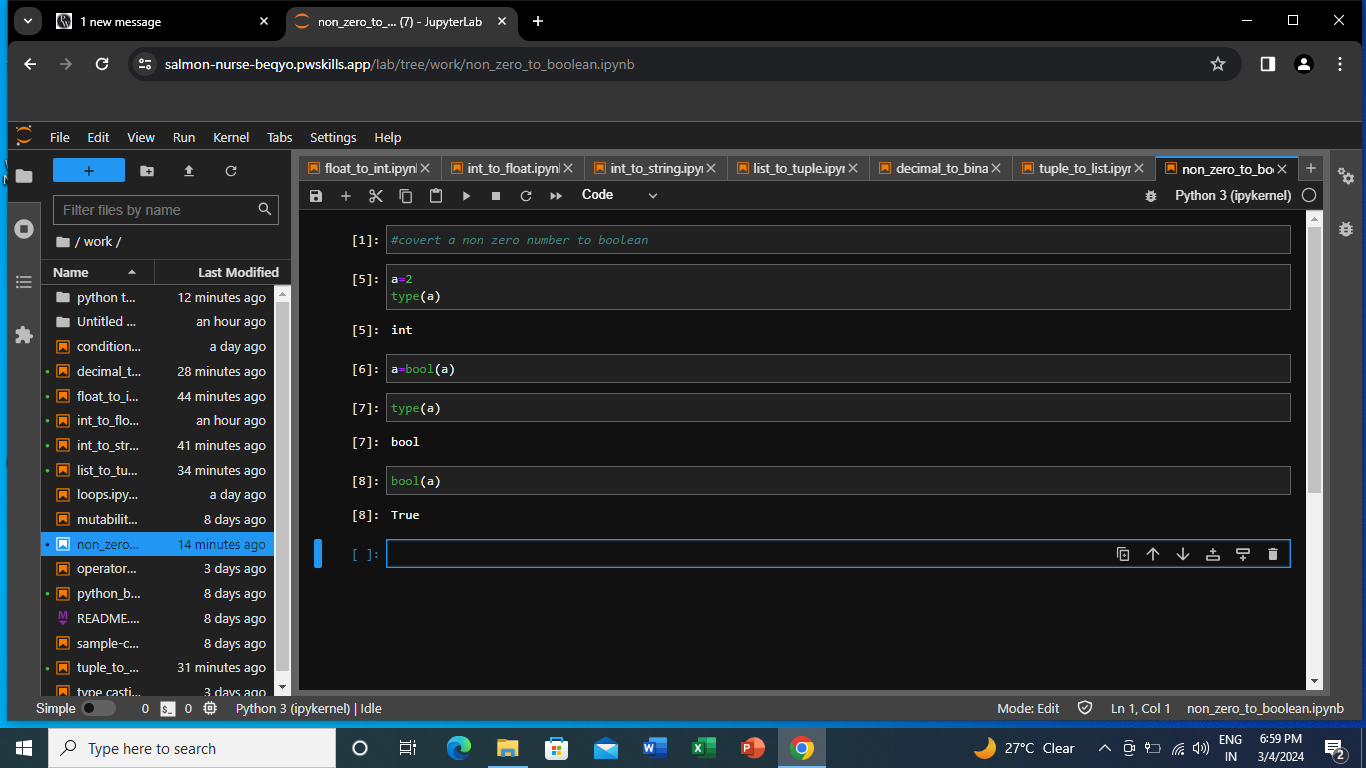 1 new message
non_zero_to_... (7) - JupyterLab
salmon-nurse-beqyo.pwskills.app/lab/tree/work/non_zero_to_boolean.ipynb
File Edit View Run Kernel Tabs Settings Help
float_to_int.ipynl
int_to_float.ipynl
int_to_string.ipy
list_to_tuple.ipyr
decimal_to_bina
tuple_to_list.ipyr
non_zero_to_boo
Code
Python 3 (ipykernel)
Filter files by name
/ work /
Name Last Modified
python t... 12 minutes ago
Untitled ... an hour ago
condition... a day ago
decimal_t... 28 minutes ago
float_to_i... 44 minutes ago
int_to_flo... an hour ago
int_to_str... 41 minutes ago
list_to_tu... 34 minutes ago
loops.ipy... a day ago
mutabilit... 8 days ago
non_zero... 14 minutes ago
operator... 3 days ago
python_b... 8 days ago
README.... 8 days ago
sample-c... 8 days ago
tuple_to_... 31 minutes ago
type casti... 3 days ago
[1]: #covert a non zero number to boolean
[5]: a=2
type(a)
[5]: int
[6]: a=bool(a)
[7]: type(a)
[7]: bool
[8]: bool(a)
[8]: True
[ ]:
Simple 0 0 Python 3 (ipykernel) | Idle
Mode: Edit Ln 1, Col 1 non_zero_to_boolean.ipynb
Type here to search
27°C Clear
ENG
IN
6:59 PM
3/4/2024
2